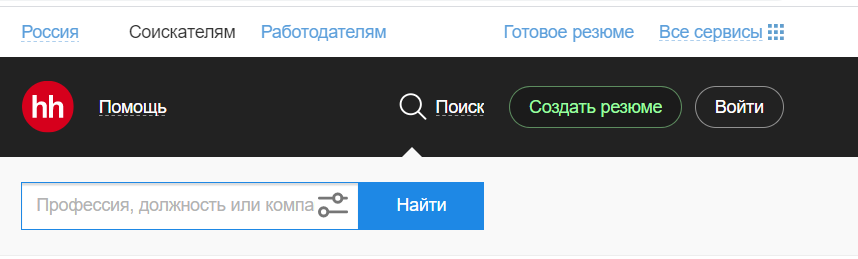 Россия Соискателям Работодателям Готовое резюме Все сервисы
hh Помощь Поиск Создать резюме Войти
Профессия, должность или компа Найти